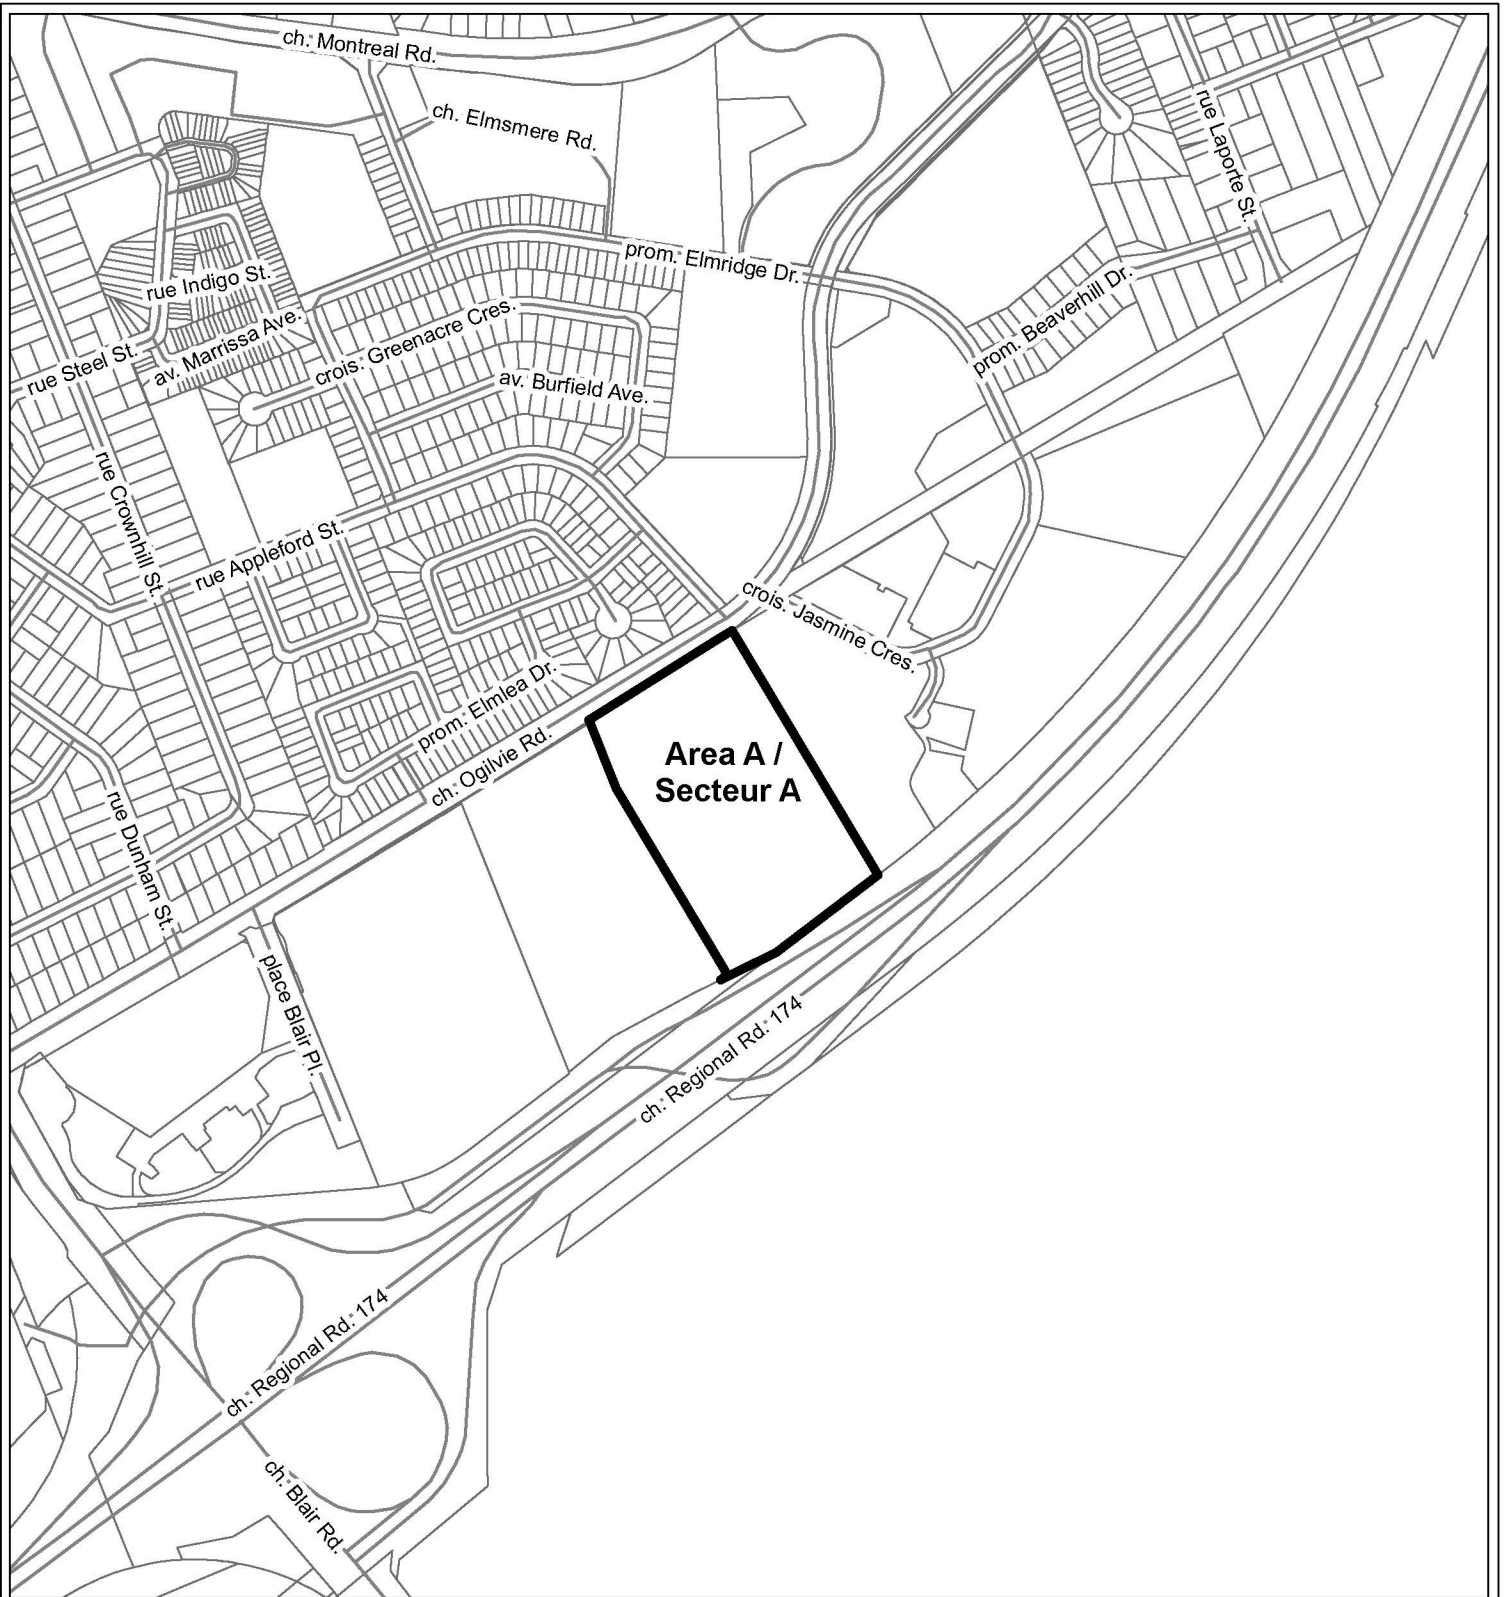 ch. Montreal Rd.
ch. Elmsmere Rd.
rue Laporte St.
prom. Elmridge Dr.
rue Indigo St.
prom. Beaverhill Dr.
av. Marrissa Ave.
crois. Greenacre Cres.
rue Steel St.
av. Burfield Ave.
rue Crownhill St.
rue Appleford St.
crois. Jasmine Cres.
prom. Elmlea Dr.
ch. Ogilvie Rd.
Area A /
Secteur A
rue Dunham St.
place Blair Pl.
ch. Regional Rd. 174
ch. Regional Rd. 174
ch. Blair Rd.